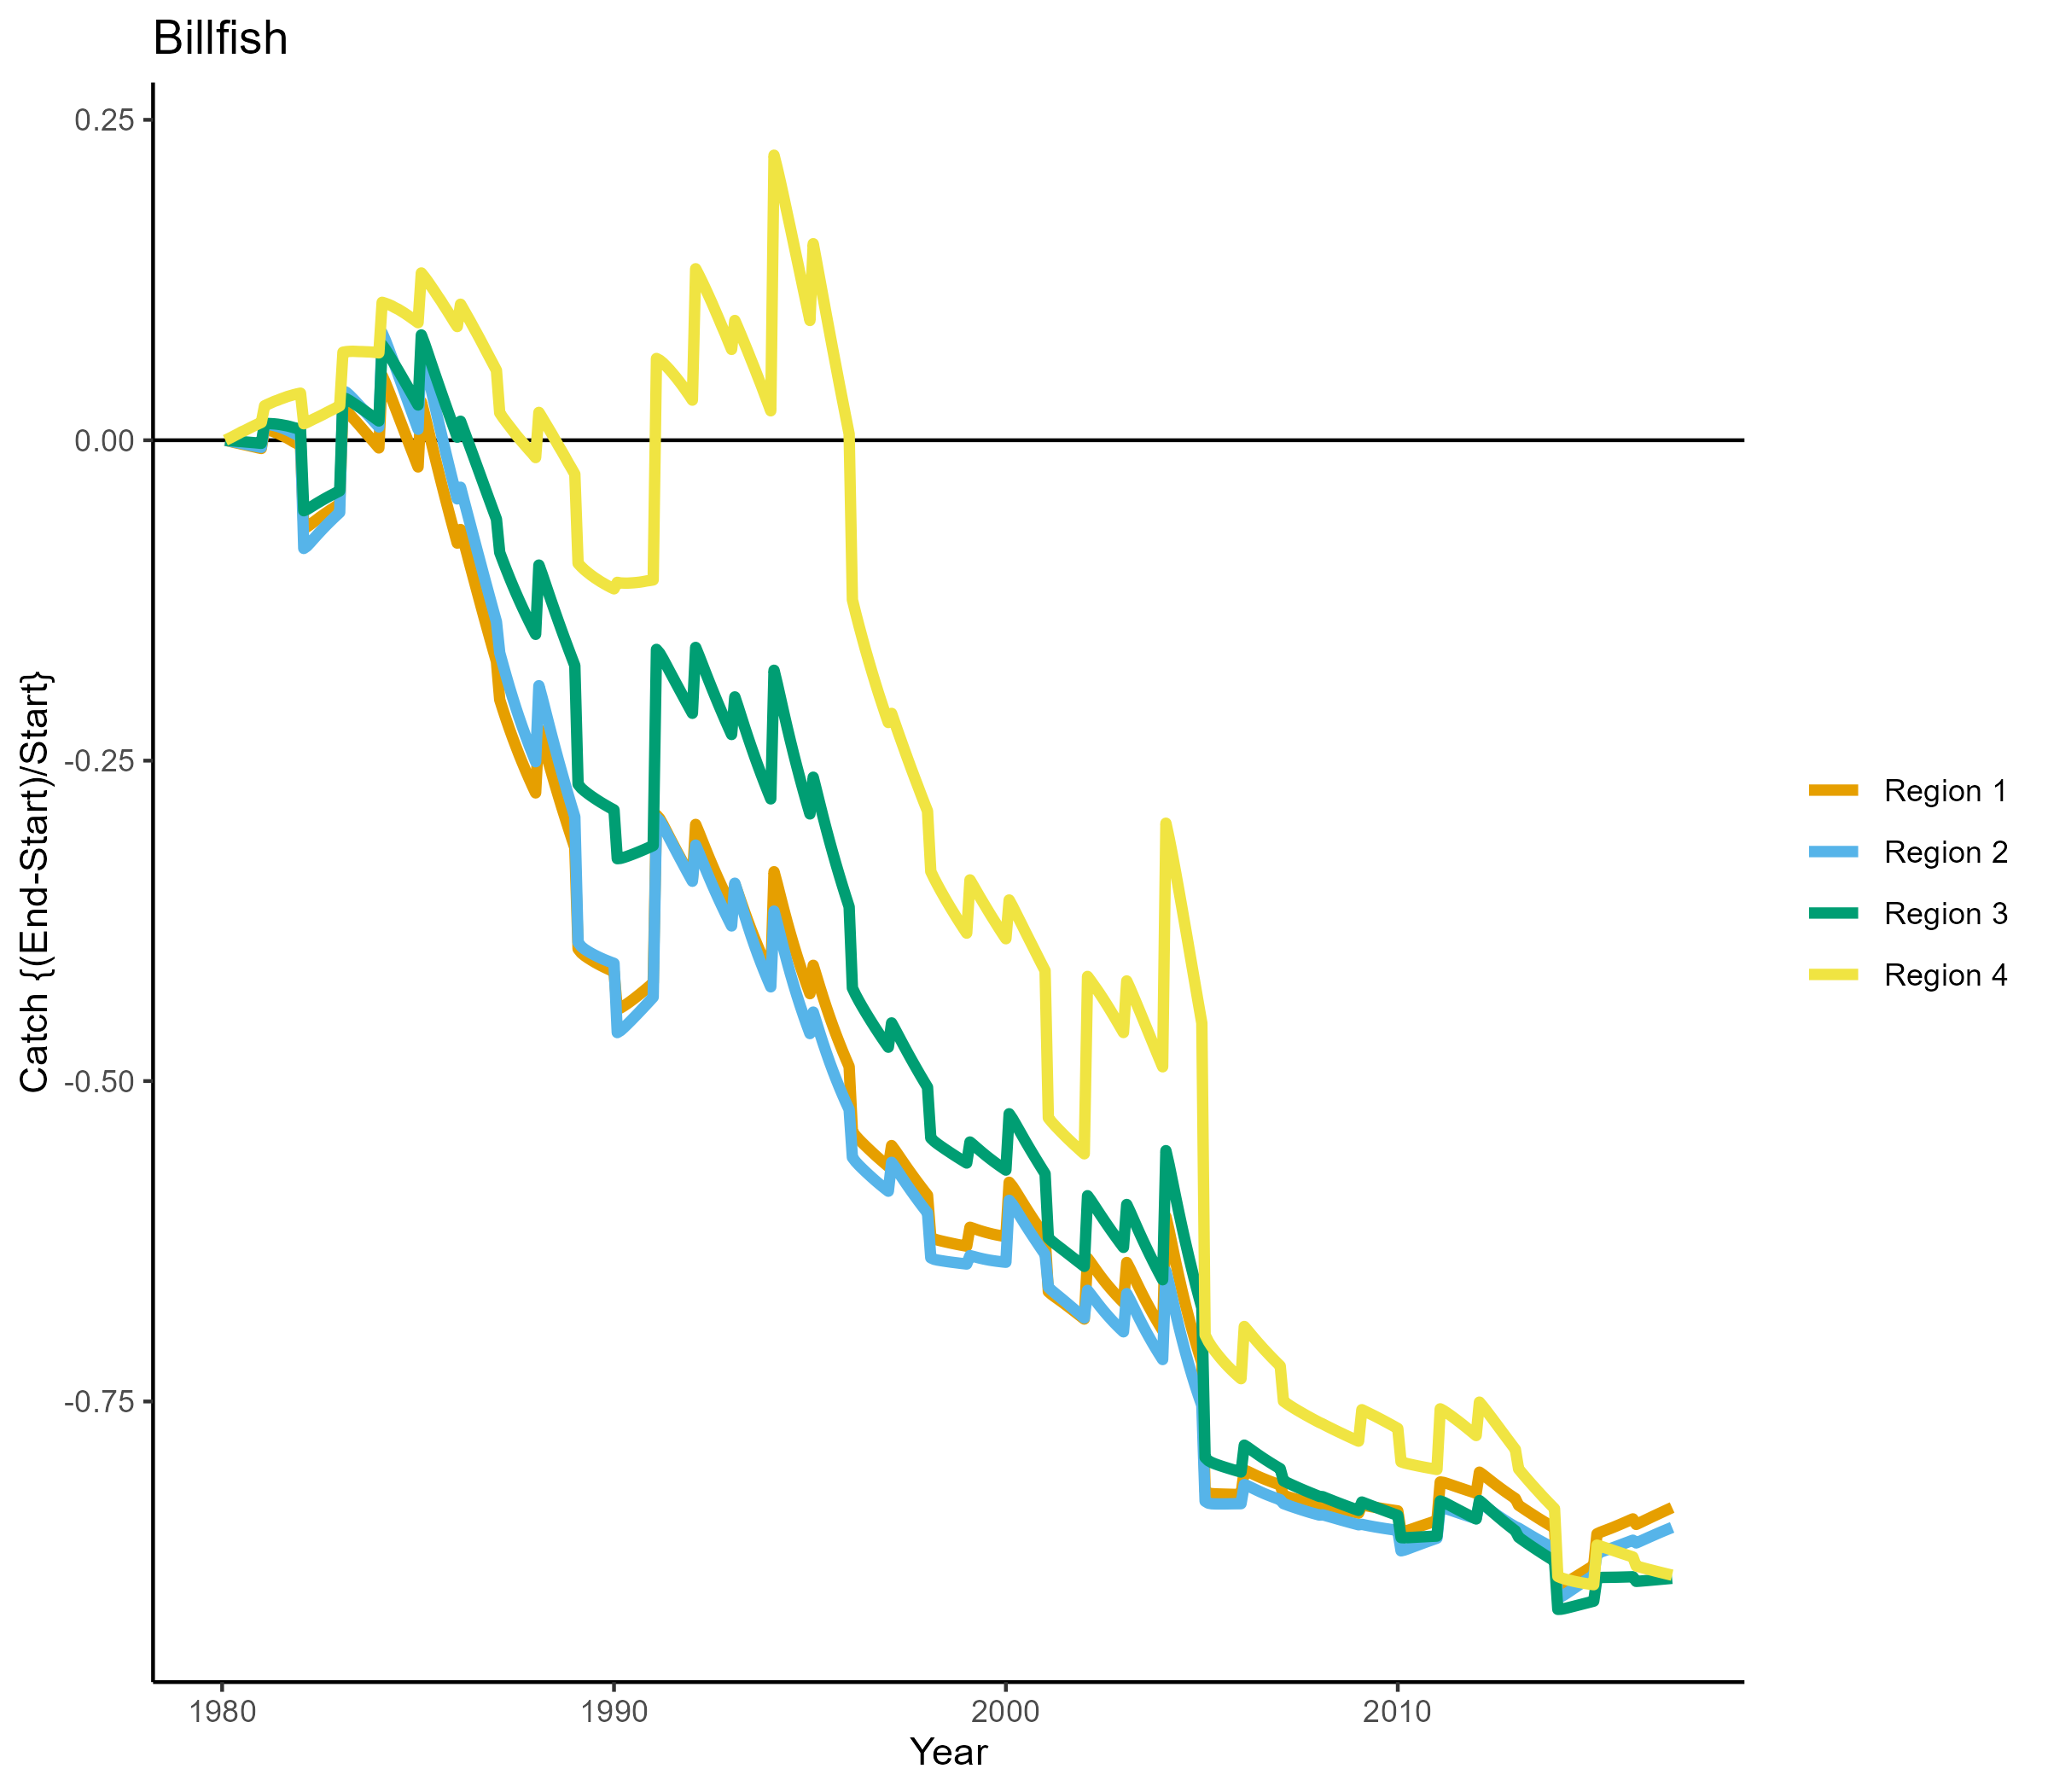 Billfish
Catch {(End-Start)/Start}
0.25
0.00
-0.25
-0.50
-0.75
1980
1990
2000
2010
Year
Region 1
Region 2
Region 3
Region 4